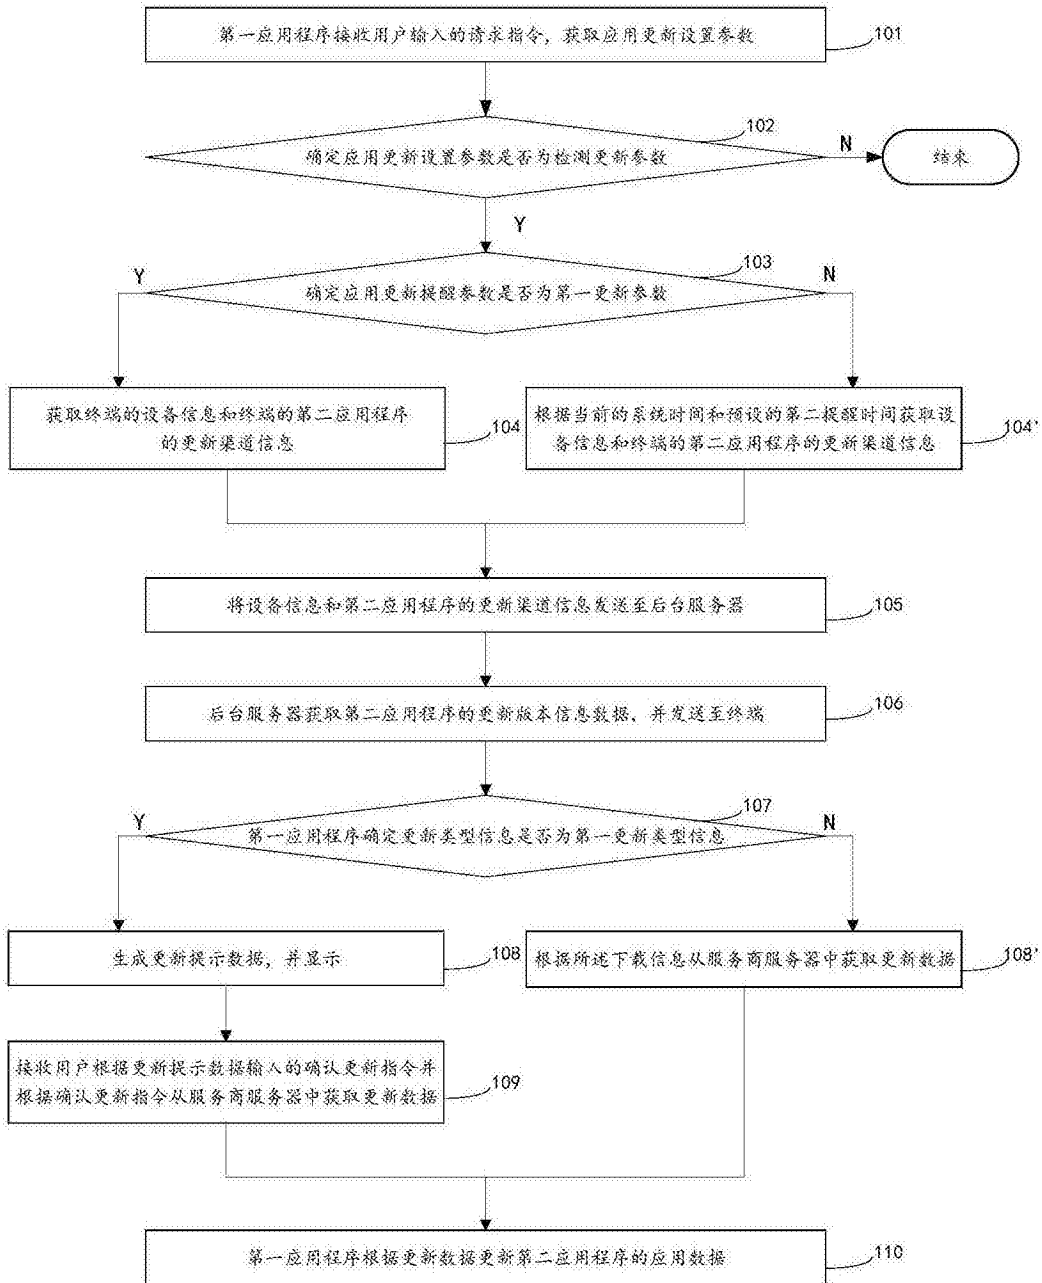 第一应用程序接收用户输入的请求指令，获取应用更新设置参数
101
102
确定应用更新设置参数是否为检测更新参数
N
结束
Y
103
Y
确定应用更新提醒参数是否为第一更新参数
N
获取终端的设备信息和终端的第二应用程序
的更新渠道信息
104
根据当前的系统时间和预设的第二提醒时间获取设
备信息和终端的第二应用程序的更新渠道信息
104'
将设备信息和第二应用程序的更新渠道信息发送至后台服务器
105
后台服务器获取第二应用程序的更新版本信息数据，并发送至终端
106
107
Y
第一应用程序确定更新类型信息是否为第一更新类型信息
N
生成更新提示数据，并显示
108
根据所述下载信息从服务商服务器中获取更新数据
108'
接收用户根据更新提示数据输入的确认更新指令并
根据确认更新指令从服务商服务器中获取更新数据
109
第一应用程序根据更新数据更新第二应用程序的应用数据
110